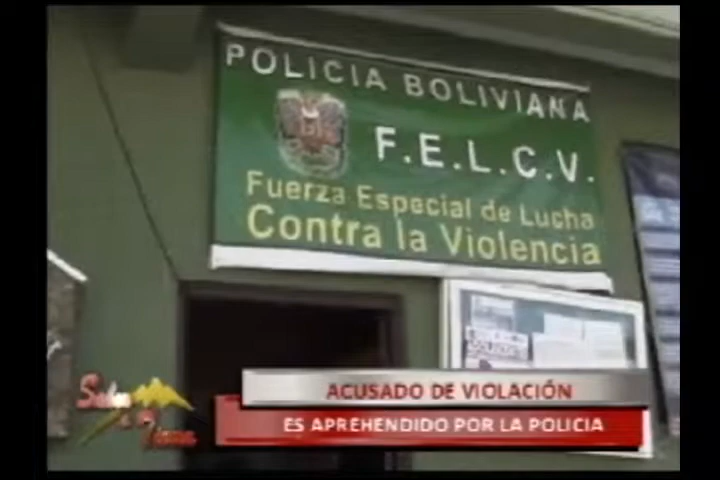 POLICIA BOLIVIANA
F.E.L.C.V.
Fuerza Especial de Lucha
Contra la Violencia
ACUSADO DE VIOLACIÓN
ES APREHENDIDO POR LA POLICIA